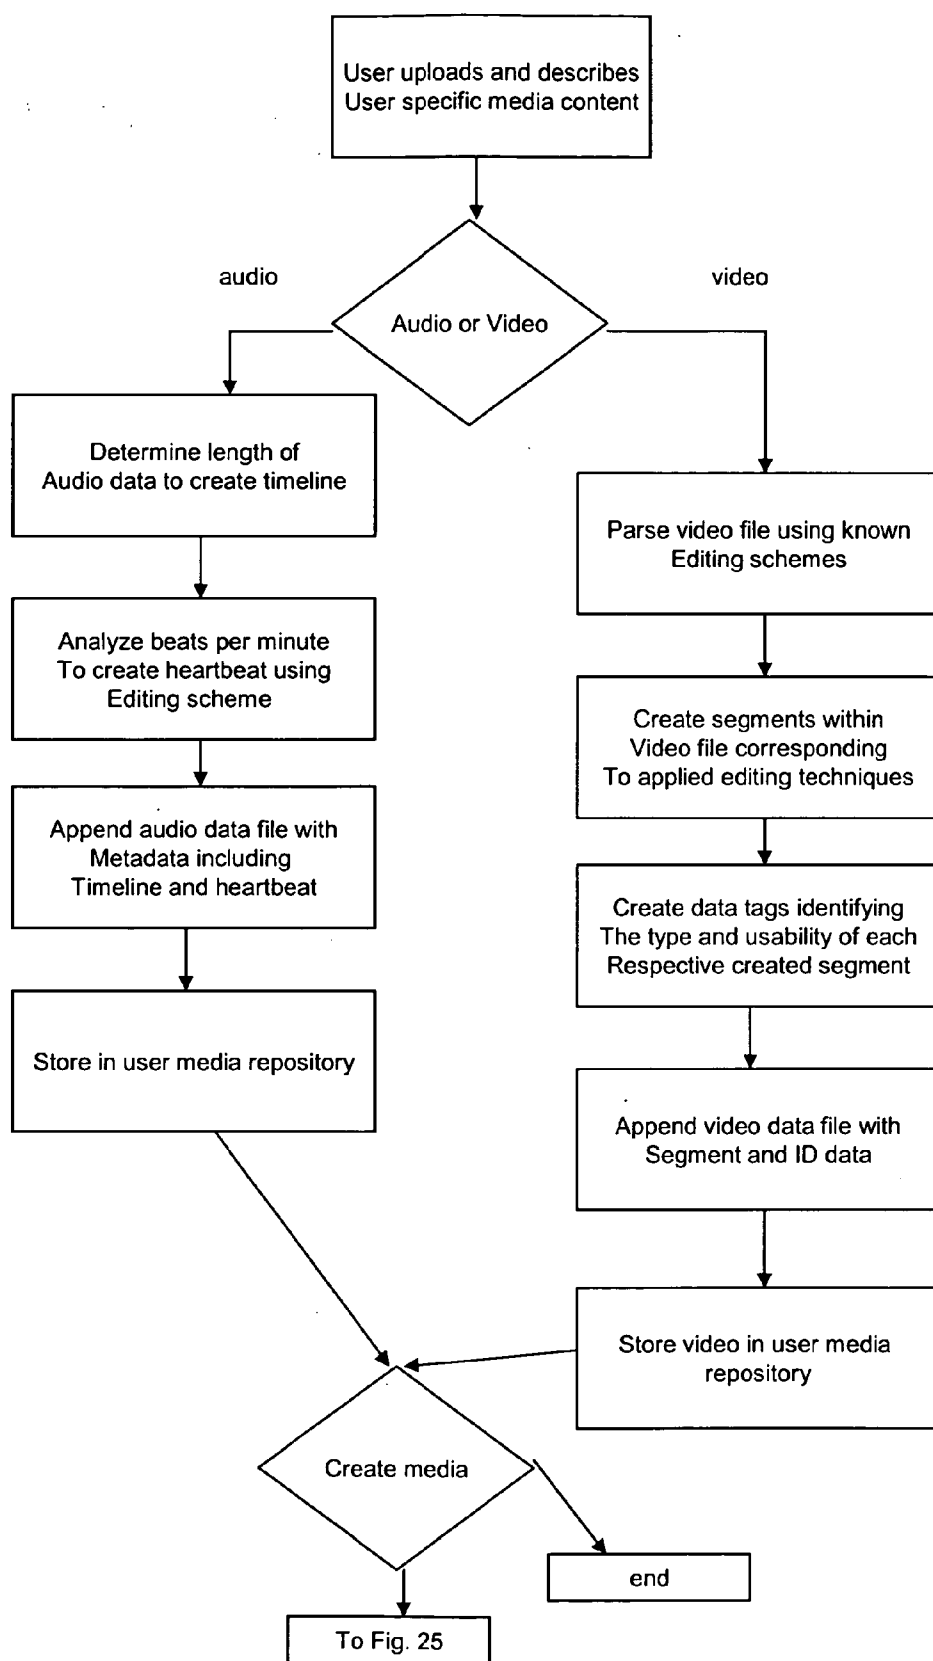 User uploads and describes
User specific media content
audio
video
Audio or Video
Determine length of
Audio data to create timeline
Analyze beats per minute
To create heartbeat using
Editing scheme
Append audio data file with
Metadata including
Timeline and heartbeat
Store in user media repository
Parse video file using known
Editing schemes
Create segments within
Video file corresponding
To applied editing techniques
Create data tags identifying
The type and usability of each
Respective created segment
Append video data file with
Segment and ID data
Store video in user media
repository
Create media
end
To Fig. 25